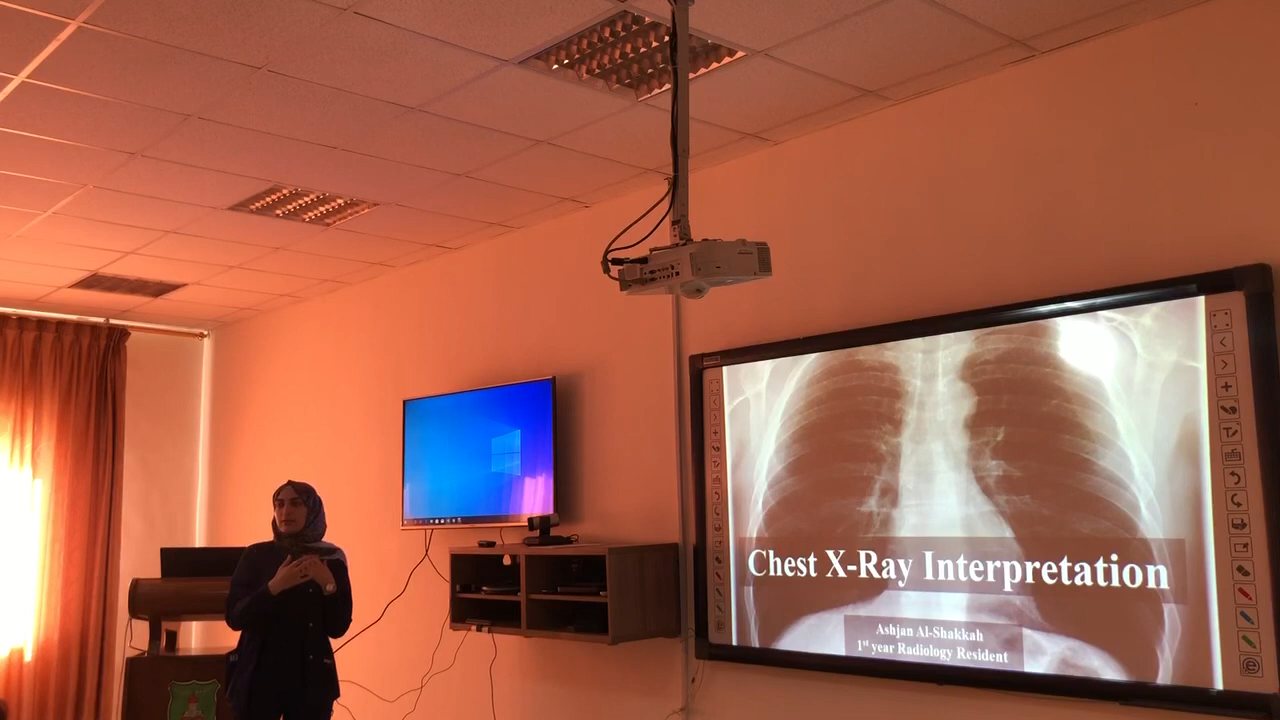 Chest X-Ray Interpretation
Ashjan Al-Shakkah
1st year Radiology Resident